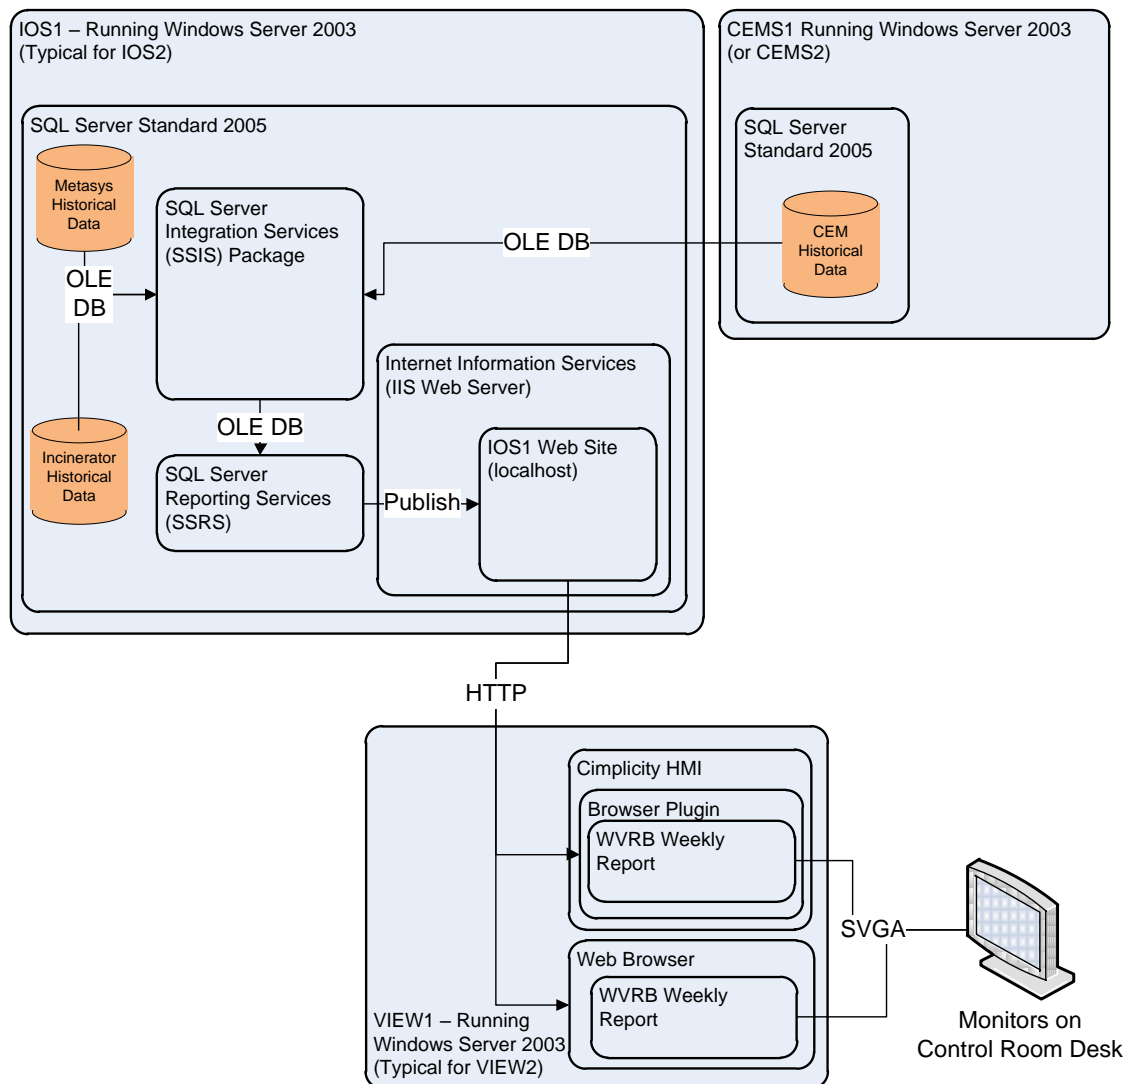 IOS1 – Running Windows Server 2003
(Typical for IOS2)
CEMS1 Running Windows Server 2003
(or CEMS2)
SQL Server Standard 2005
Metasys
Historical
Data
SQL Server
Integration Services
(SSIS) Package
OLE
DB
OLE DB
SQL Server
Standard 2005
CEM
Historical
Data
Internet Information Services
(IIS Web Server)
OLE DB
Incinerator
Historical
Data
SQL Server
Reporting Services
(SSRS)
Publish
IOS1 Web Site
(localhost)
HTTP
Cimplicity HMI
Browser Plugin
WVRB Weekly
Report
SVGA
Web Browser
WVRB Weekly
Report
VIEW1 – Running
Windows Server 2003
(Typical for VIEW2)
Monitors on
Control Room Desk